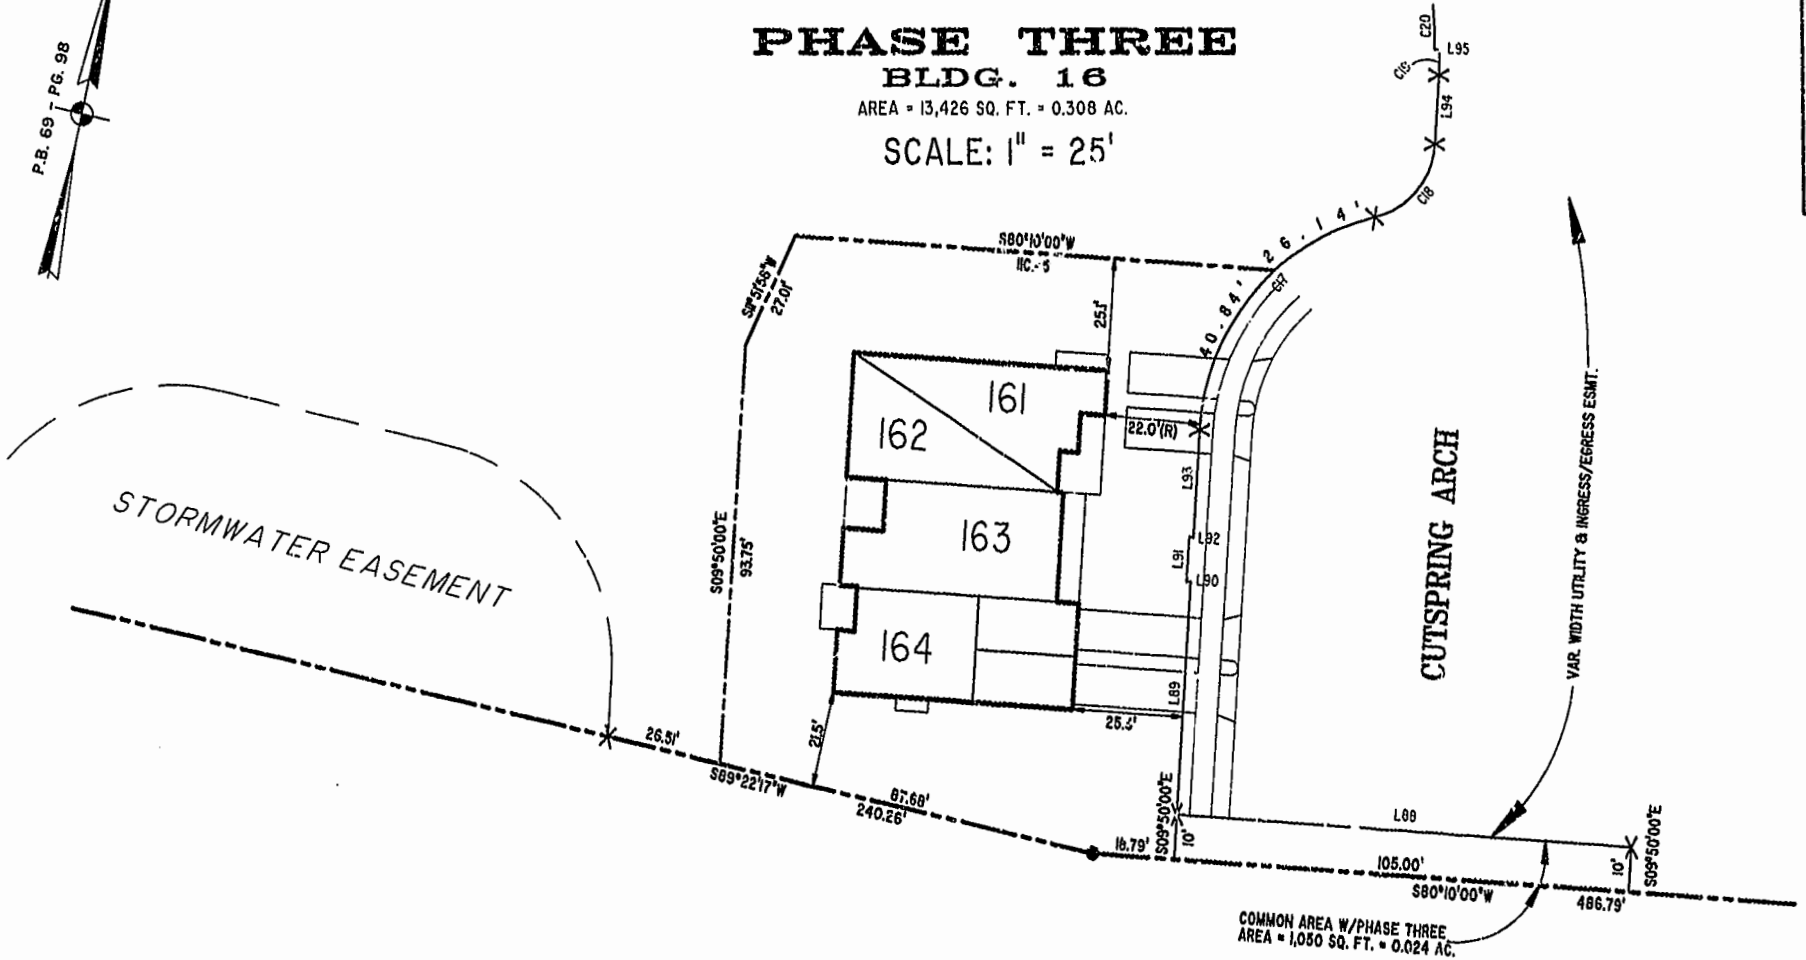 PHASE THREE
BLDG. 16
AREA = 13,426 SQ. FT. = 0.308 AC.
SCALE: 1" = 25'
P.B. 69 - PG. 98
C20
L95
C19
L94
C18
26.14'
S80°10'00"W
C17
40.84'
27.01'
25.1'
161
162
22.0'(R)
L93
163
L92
L91
L90
S09°50'00"E
93.75'
STORMWATER EASEMENT
164
L89
21.5'
26.51'
S89°22'17"W
87.68'
240.26'
CUTSPRING ARCH
VAR. WIDTH UTILITY & INGRESS/EGRESS ESMT.
S09°50'00"E
10'
L88
18.79'
105.00'
S80°10'00"W
10'
S09°50'00"E
486.79'
COMMON AREA W/PHASE THREE
AREA = 1,050 SQ. FT. = 0.024 AC.